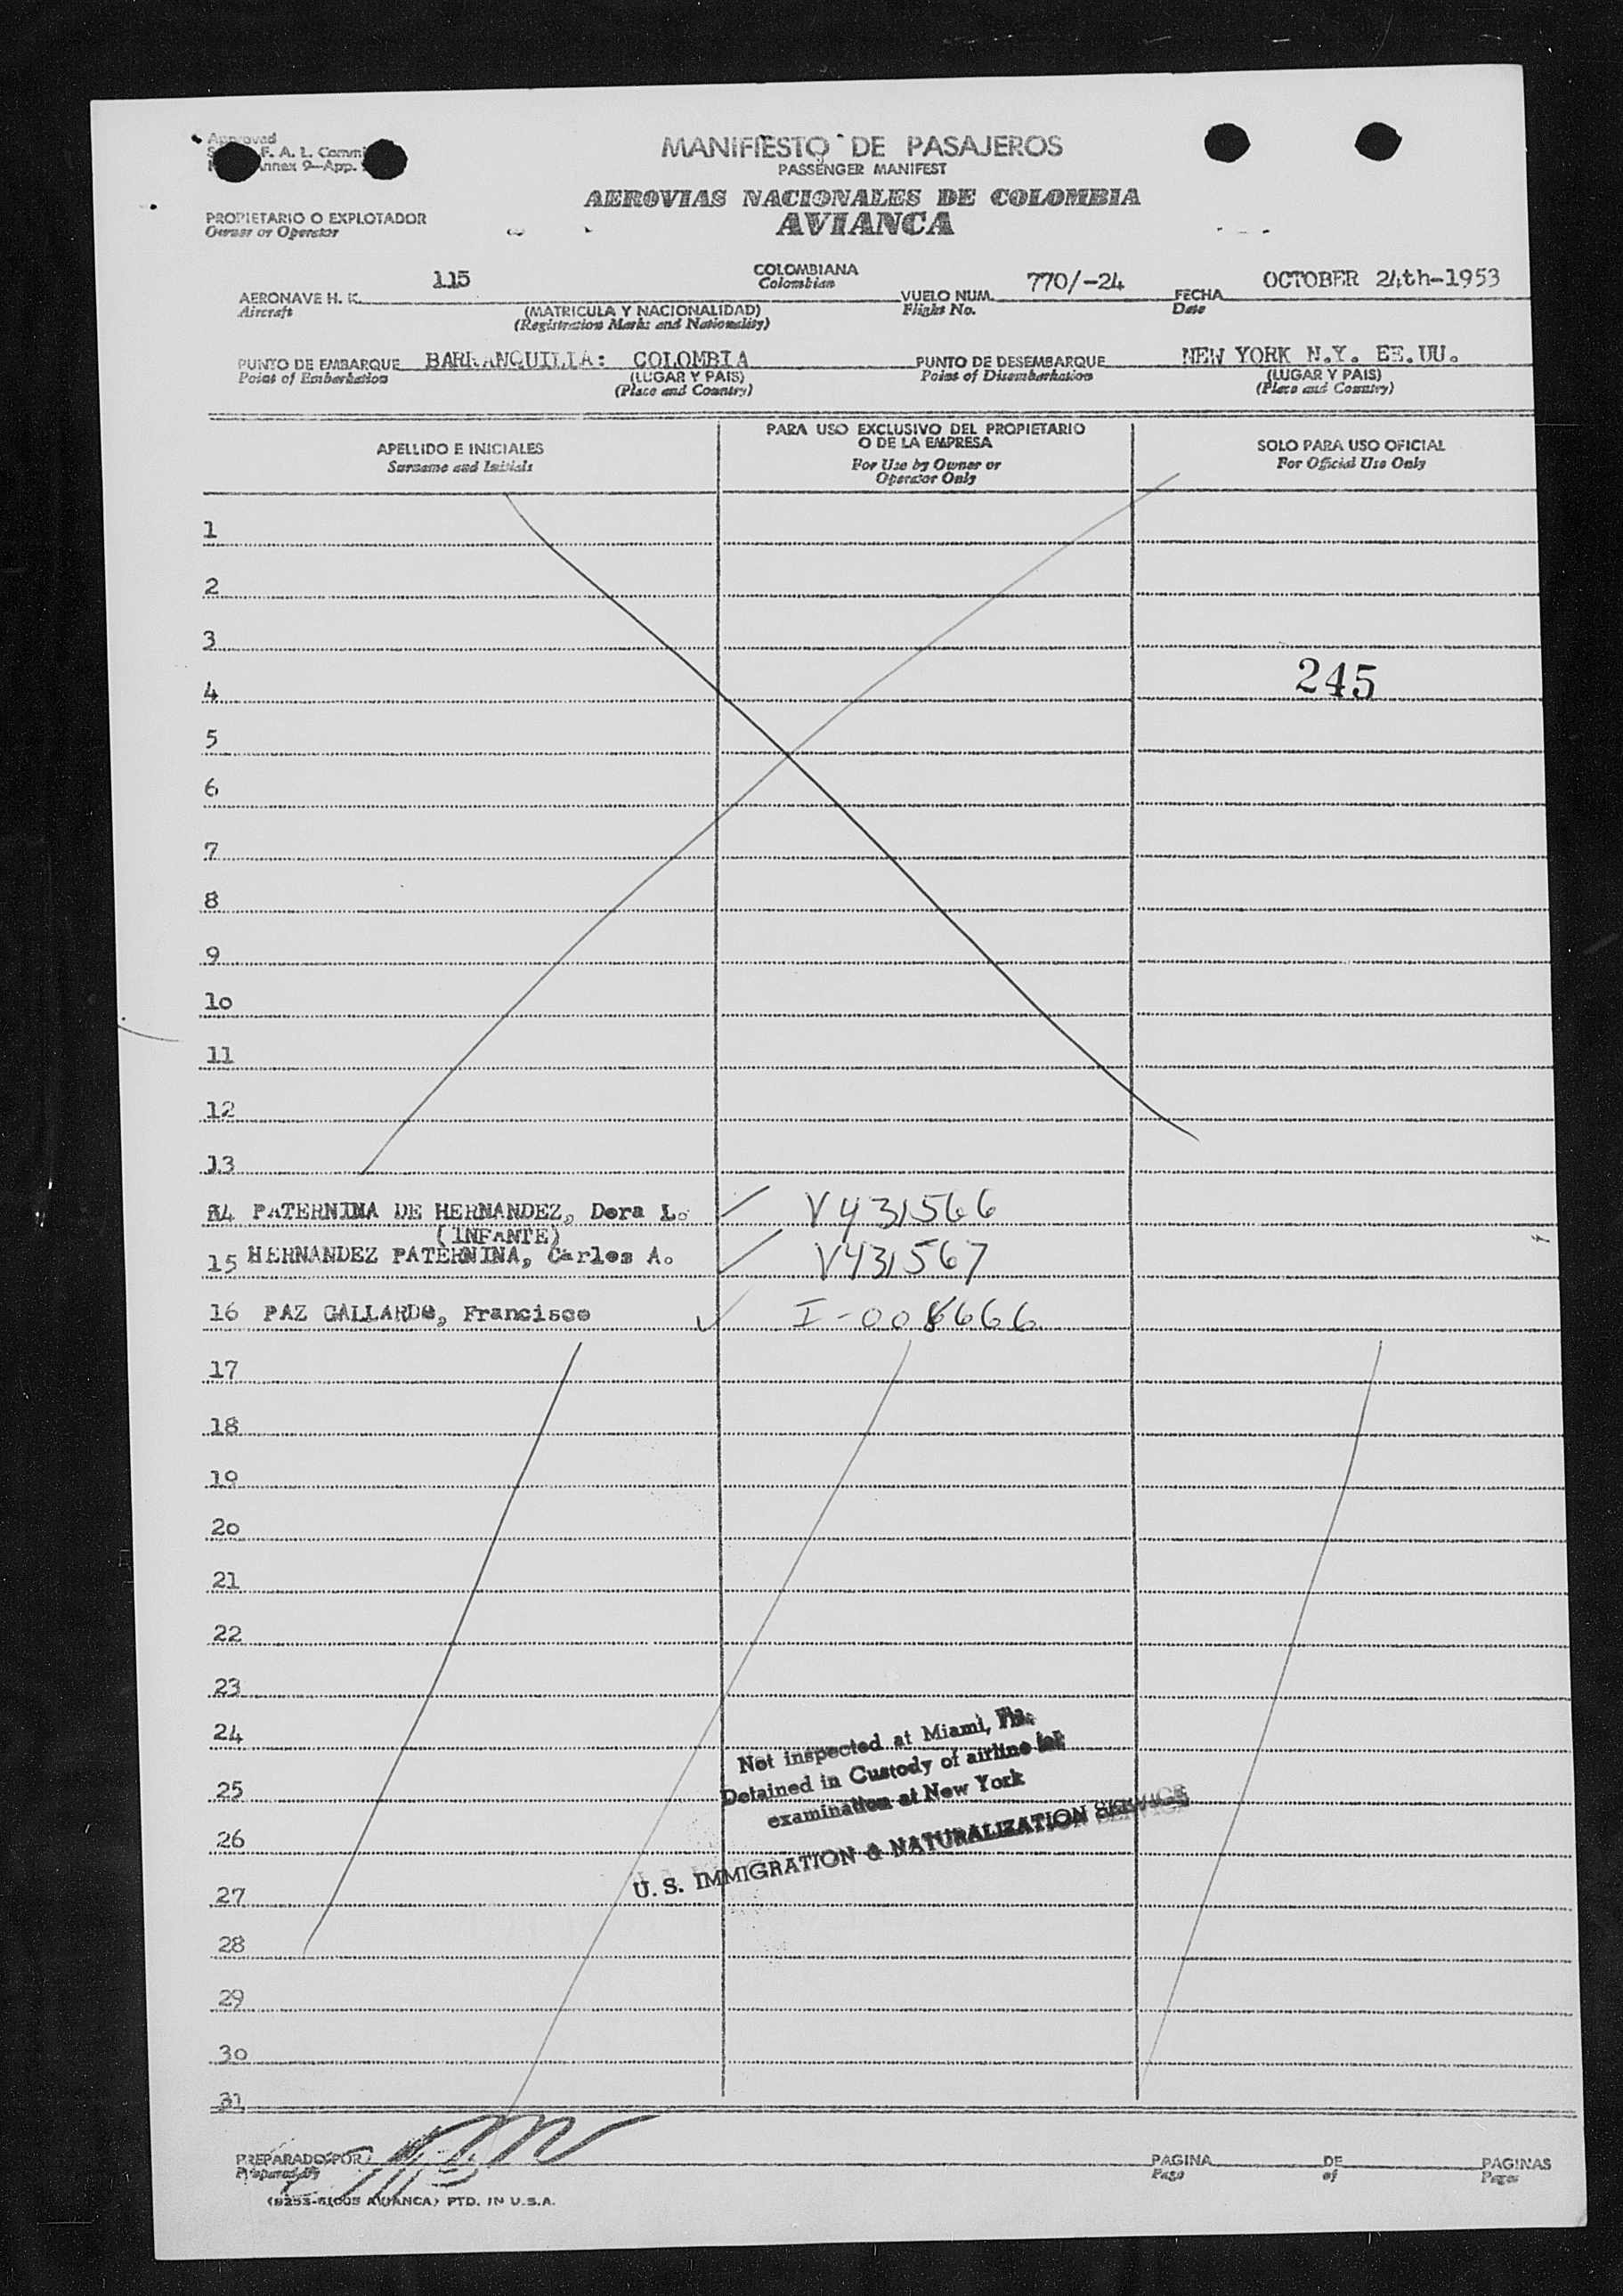 Approved
F. A. L. Commi
Annex 9—App.
MANIFIESTO DE PASAJEROS
PASSENGER MANIFEST
AEROVIAS NACIONALES DE COLOMBIA
AVIANCA
PROPIETARIO O EXPLOTADOR
Owner or Operator
AERONAVE H. K. 115 COLOMBIANA VUELO NUM. 770/-24 FECHA OCTOBER 24th-1953
Aircraft Colombian Flight No. Date
(MATRICULA Y NACIONALIDAD)
(Registration Marks and Nationality)
PUNTO DE EMBARQUE BARRANQUILLA: COLOMBIA PUNTO DE DESEMBARQUE NEW YORK N.Y. EE.UU.
Point of Embarkation (LUGAR Y PAIS) Point of Disembarkation (LUGAR Y PAIS)
(Place and Country) (Place and Country)
APELLIDO E INICIALES
Surname and Initials
PARA USO EXCLUSIVO DEL PROPIETARIO
O DE LA EMPRESA
For Use by Owner or
Operator Only
SOLO PARA USO OFICIAL
For Official Use Only
1
2
3
4 245
5
6
7
8
9
10
11
12
13
14 PATERNINA DE HERNANDEZ, Dora L. V431566
(INFANTE)
15 HERNANDEZ PATERNINA, Carlos A. V431567
16 PAZ GALLARDO, Francisco I-008666
17
18
19
20
21
22
23
24
25
26
27
28
29
30
31
Not inspected at Miami, Fla.
Detained in Custody of airline for
examination at New York
U. S. IMMIGRATION & NATURALIZATION SERVICE
PREPARADO POR PAGINA DE PAGINAS
Prepared By Page of Pages
AVIANCA) PTD. IN U.S.A.